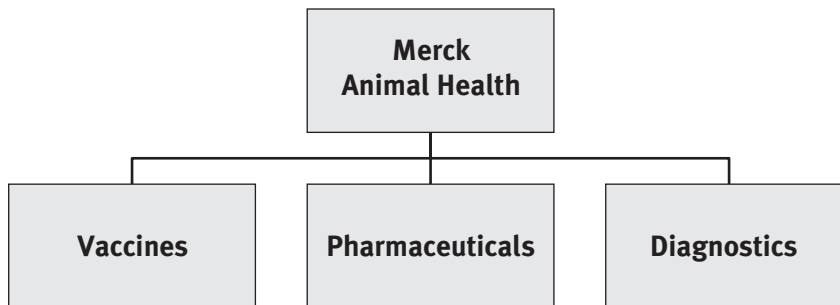 Merck
Animal Health
Vaccines
Pharmaceuticals
Diagnostics